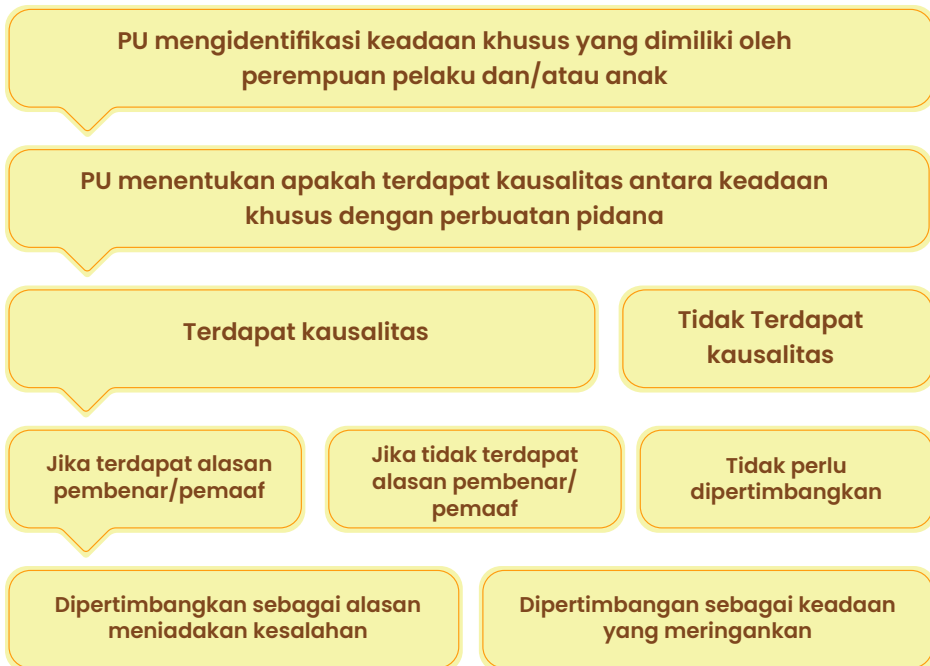 PU mengidentifikasi keadaan khusus yang dimiliki oleh
perempuan pelaku dan/atau anak
PU menentukan apakah terdapat kausalitas antara keadaan
khusus dengan perbuatan pidana
Terdapat kausalitas
Tidak Terdapat
kausalitas
Jika terdapat alasan
pembenar/pemaaf
Jika tidak terdapat
alasan pembenar/
pemaaf
Tidak perlu
dipertimbangkan
Dipertimbangkan sebagai alasan
meniadakan kesalahan
Dipertimbangan sebagai keadaan
yang meringankan